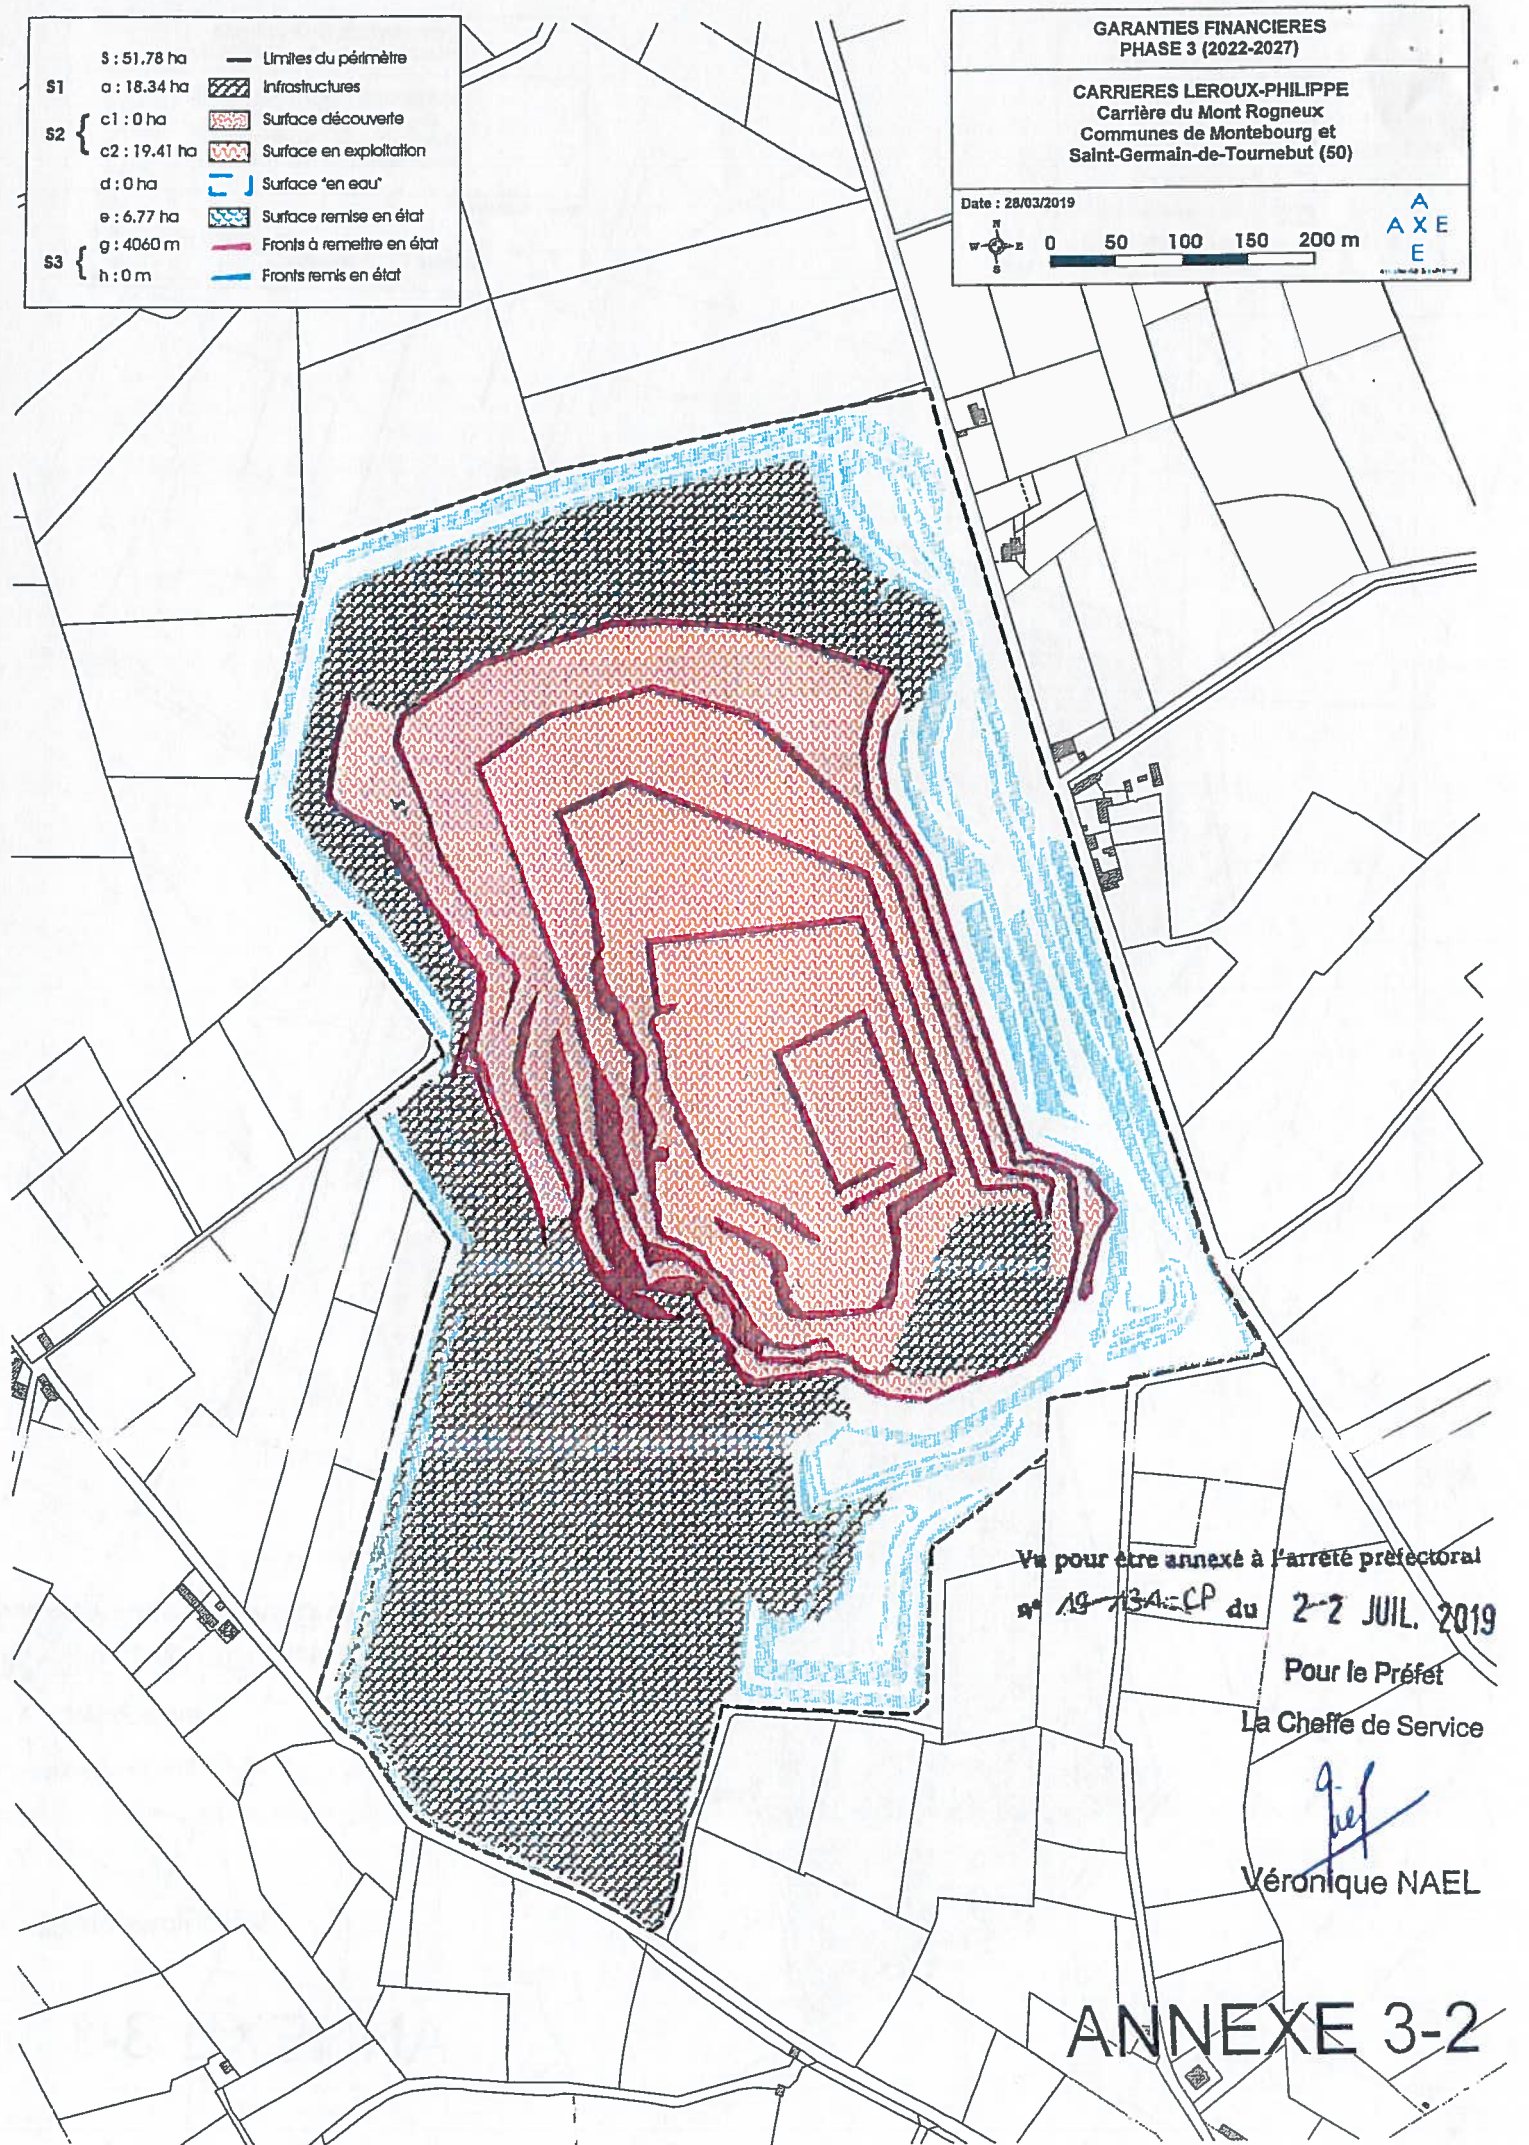 S : 51.78 ha Limites du périmètre
S1 a : 18.34 ha Infrastructures
S2 { c1 : 0 ha Surface découverte
c2 : 19.41 ha Surface en exploitation
d : 0 ha Surface "en eau"
e : 6.77 ha Surface remise en état
S3 { g : 4060 m Fronts à remettre en état
h : 0 m Fronts remis en état
GARANTIES FINANCIERES
PHASE 3 (2022-2027)
CARRIERES LEROUX-PHILIPPE
Carrière du Mont Rogneux
Communes de Montebourg et
Saint-Germain-de-Tournebut (50)
Date : 28/03/2019
N
W E
S
0 50 100 150 200 m
A
A X E
E
Vu pour être annexé à l'arrêté préfectoral
n° 19-131-CP du 22 JUIL. 2019
Pour le Préfet
La Cheffe de Service
Véronique NAEL
ANNEXE 3-2